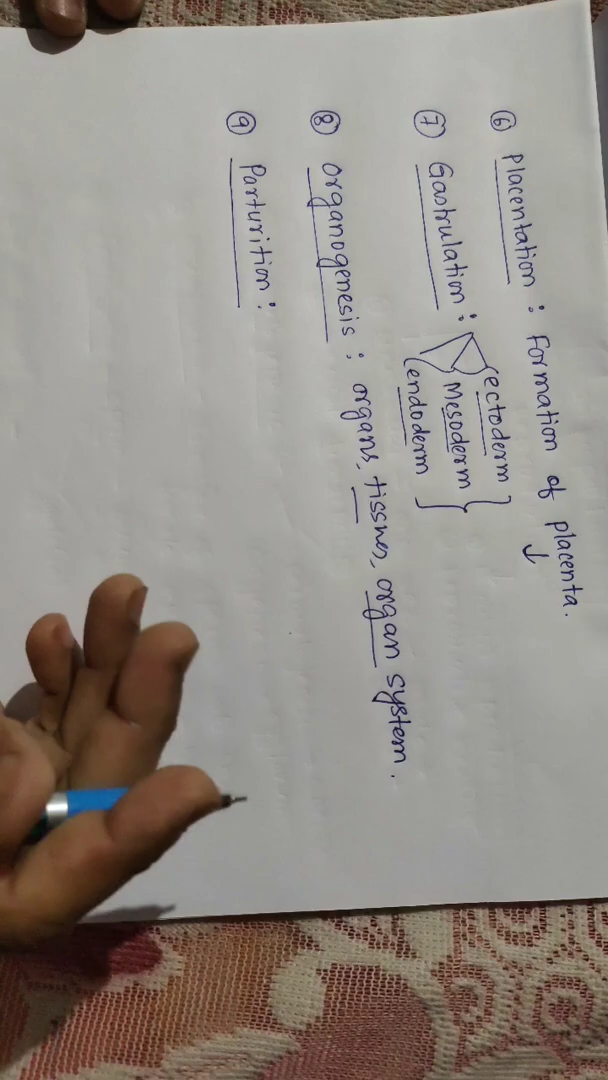 ⑥ Placentation : formation of placenta.
↓
⑦ Gastrulation : ectoderm
Mesoderm
endoderm
⑧ organogenesis : organs, tissues, organ system.
⑨ Parturition :